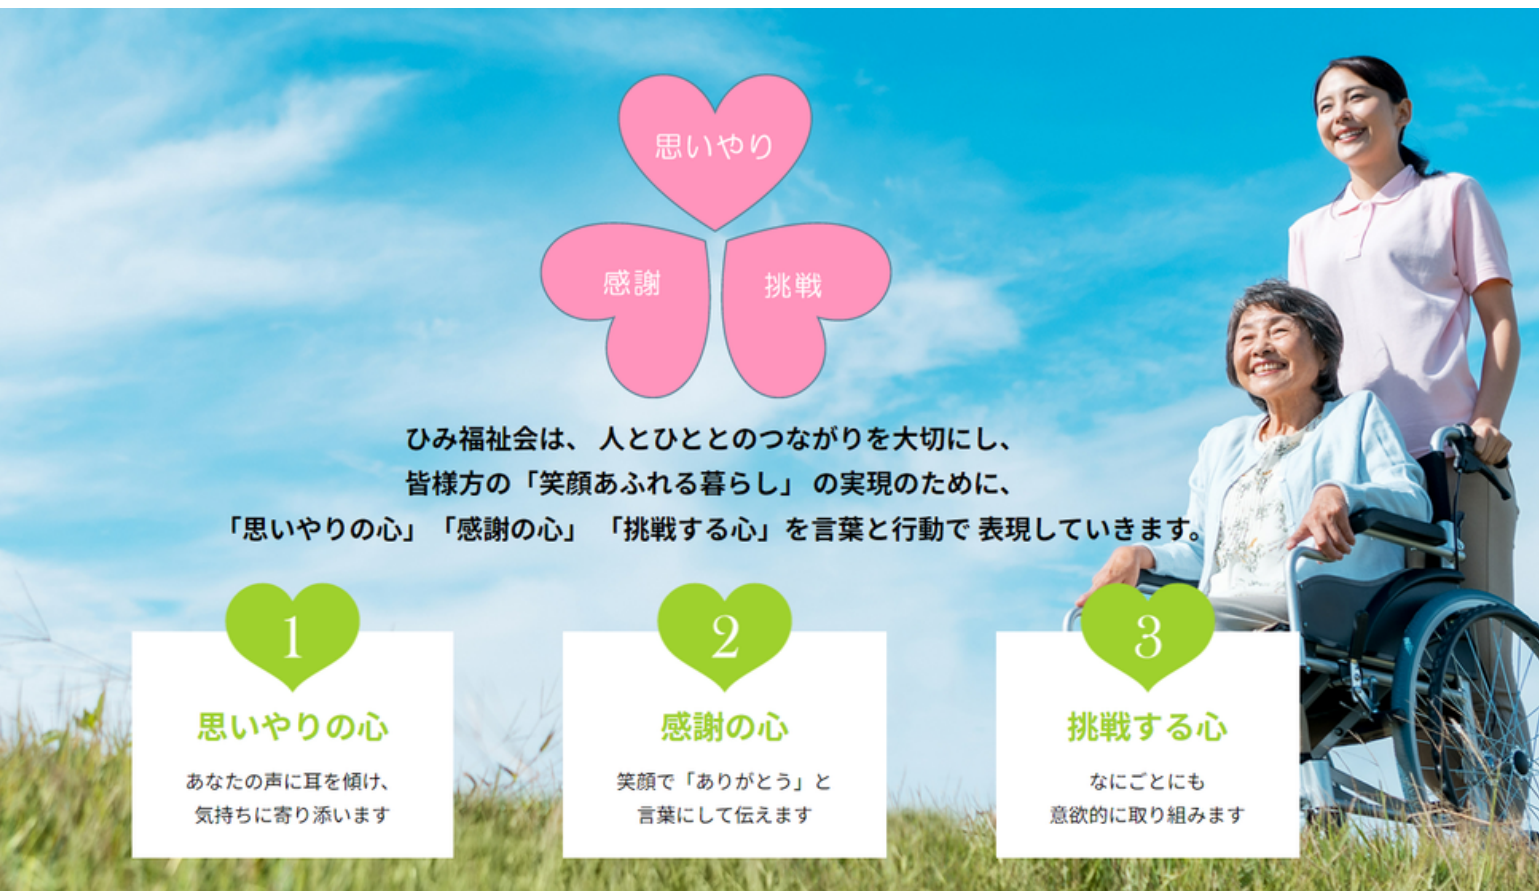 思いやり
感謝
挑戦
ひみ福祉会は、 人とひととのつながりを大切にし、
皆様方の「笑顔あふれる暮らし」 の実現のために、
「思いやりの心」「感謝の心」 「挑戦する心」を言葉と行動で 表現していきます。
1
思いやりの心
あなたの声に耳を傾け、
気持ちに寄り添います
2
感謝の心
笑顔で「ありがとう」と
言葉にして伝えます
3
挑戦する心
なにごとにも
意欲的に取り組みます